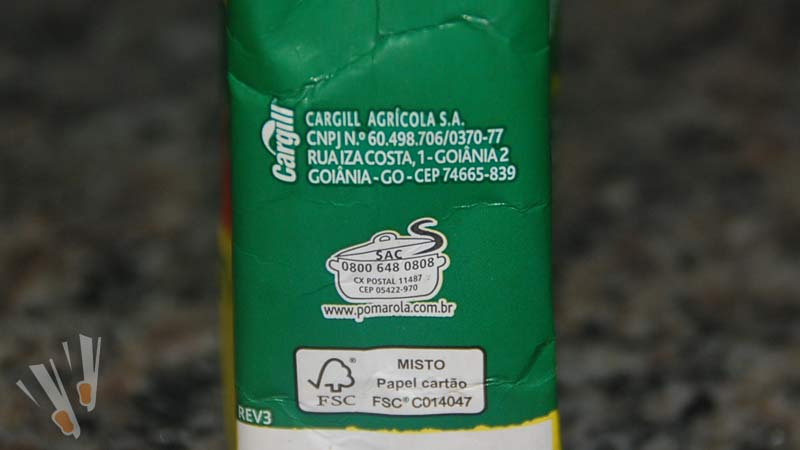 Cargill
CARGILL AGRÍCOLA S.A.
CNPJ N.º 60.498.706/0370-77
RUA IZA COSTA, 1 - GOIÂNIA 2
GOIÂNIA - GO - CEP 74665-839
SAC
0800 648 0808
CX POSTAL 11487
CEP 05422-970
www.pomarola.com.br
FSC
MISTO
Papel cartão
FSC® C014047
REV3